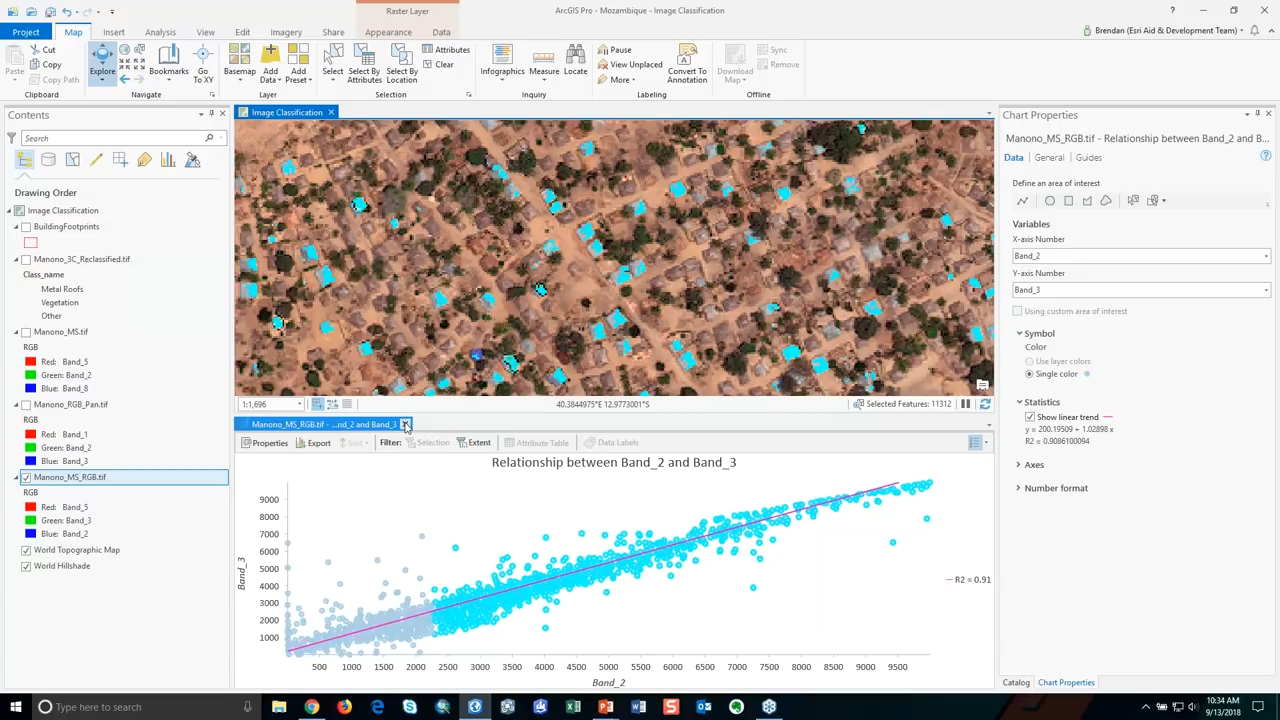 Raster Layer
ArcGIS Pro - Mozambique - Image Classification
Project Map Insert Analysis View Edit Imagery Share Appearance Data
Brendan (Esri Aid & Development Team)
Paste
Cut
Copy
Copy Path
Clipboard
Explore
Bookmarks
Go To XY
Navigate
Basemap
Add Data
Add Preset
Layer
Select
Select By Attributes
Select By Location
Attributes
Clear
Selection
Infographics
Measure
Locate
Inquiry
Pause
View Unplaced
More
Convert To Annotation
Labeling
Download Map
Sync
Remove
Offline
Contents
Search
Drawing Order
Image Classification
BuildingFootprints
Manono_3C_Reclassified.tif
Class_name
Metal Roofs
Vegetation
Other
Manono_MS.tif
RGB
Red: Band_5
Green: Band_2
Blue: Band_8
Manono_RGB_Pan.tif
RGB
Red: Band_1
Green: Band_2
Blue: Band_3
Manono_MS_RGB.tif
RGB
Red: Band_5
Green: Band_3
Blue: Band_2
World Topographic Map
World Hillshade
Image Classification
1:1,696
40.3844975°E 12.9773001°S
Selected Features: 11312
Manono_MS_RGB.tif - ...nd_2 and Band_3
Properties Export Sort Filter: Selection Extent Attribute Table Data Labels
Relationship between Band_2 and Band_3
Band_3
9000
8000
7000
6000
5000
4000
3000
2000
1000
500 1000 1500 2000 2500 3000 3500 4000 4500 5000 5500 6000 6500 7000 7500 8000 8500 9000 9500
Band_2
R2 = 0.91
Chart Properties
Manono_MS_RGB.tif - Relationship between Band_2 and B...
Data General Guides
Define an area of interest
Variables
X-axis Number
Band_2
Y-axis Number
Band_3
Using custom area of interest
Symbol
Color
Use layer colors
Single color
Statistics
Show linear trend
y = 200.19509 + 1.02898 x
R2 = 0.9086100094
Axes
Number format
Catalog Chart Properties
Type here to search
10:34 AM
9/13/2018